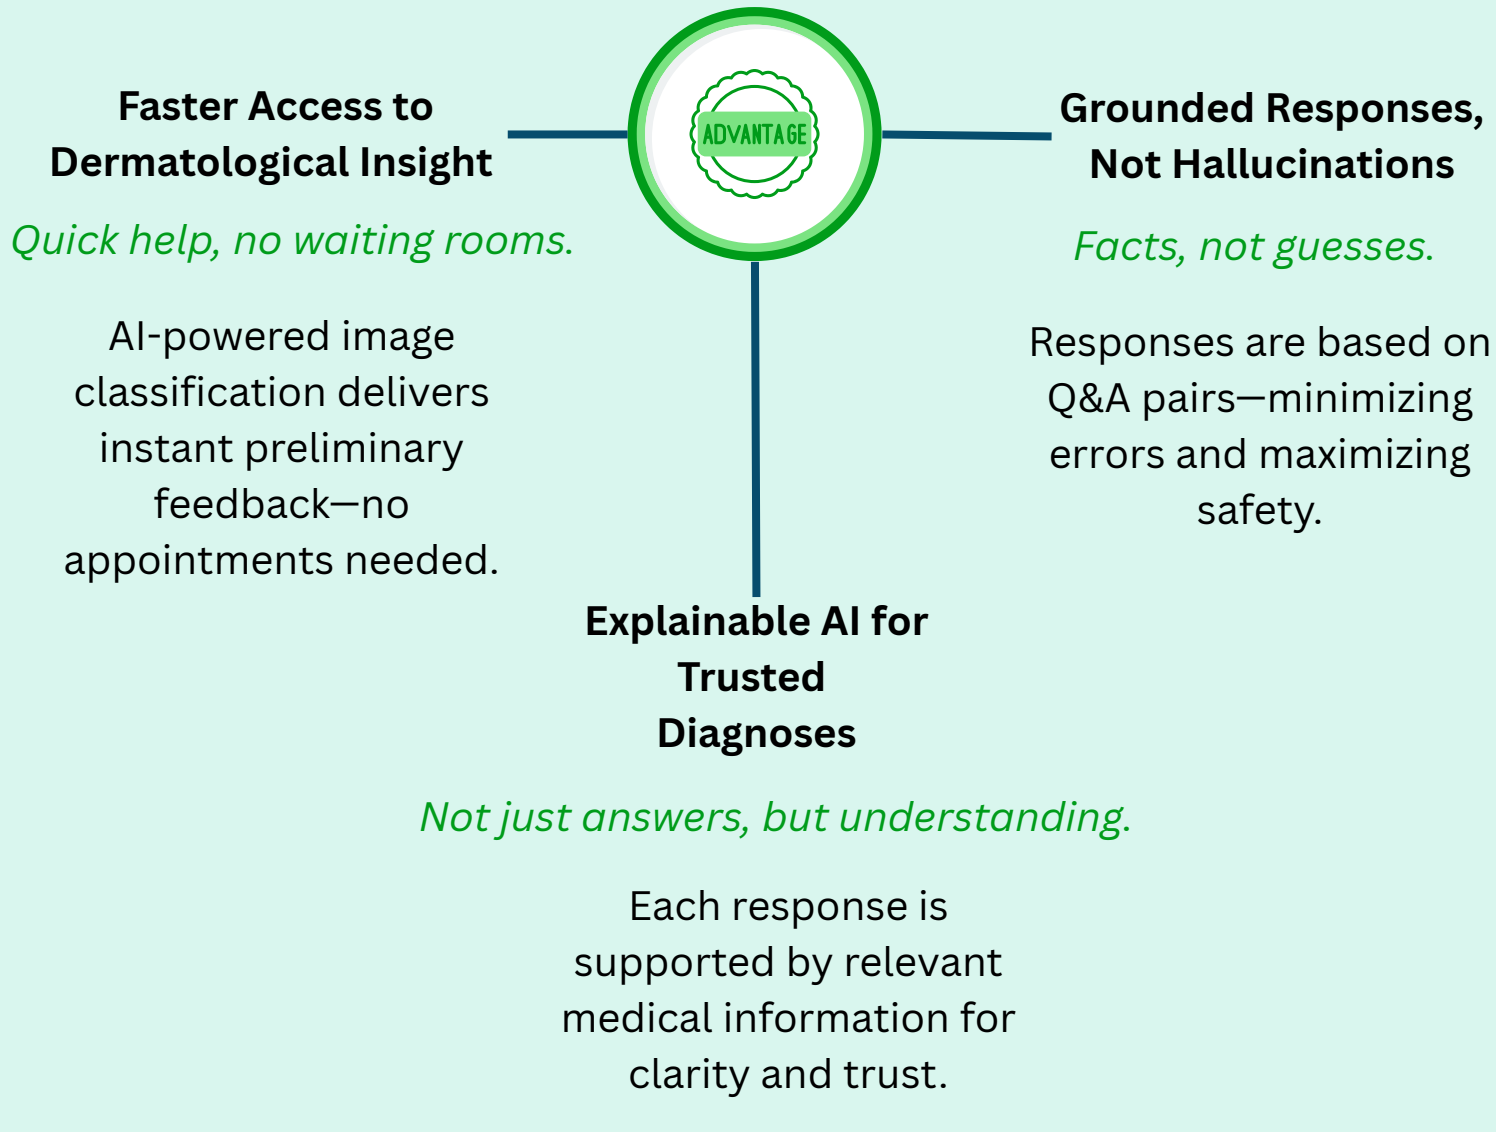 ADVANTAGE
Faster Access to
Dermatological Insight
Quick help, no waiting rooms.
AI-powered image
classification delivers
instant preliminary
feedback—no
appointments needed.
Grounded Responses,
Not Hallucinations
Facts, not guesses.
Responses are based on
Q&A pairs—minimizing
errors and maximizing
safety.
Explainable AI for
Trusted
Diagnoses
Not just answers, but understanding.
Each response is
supported by relevant
medical information for
clarity and trust.